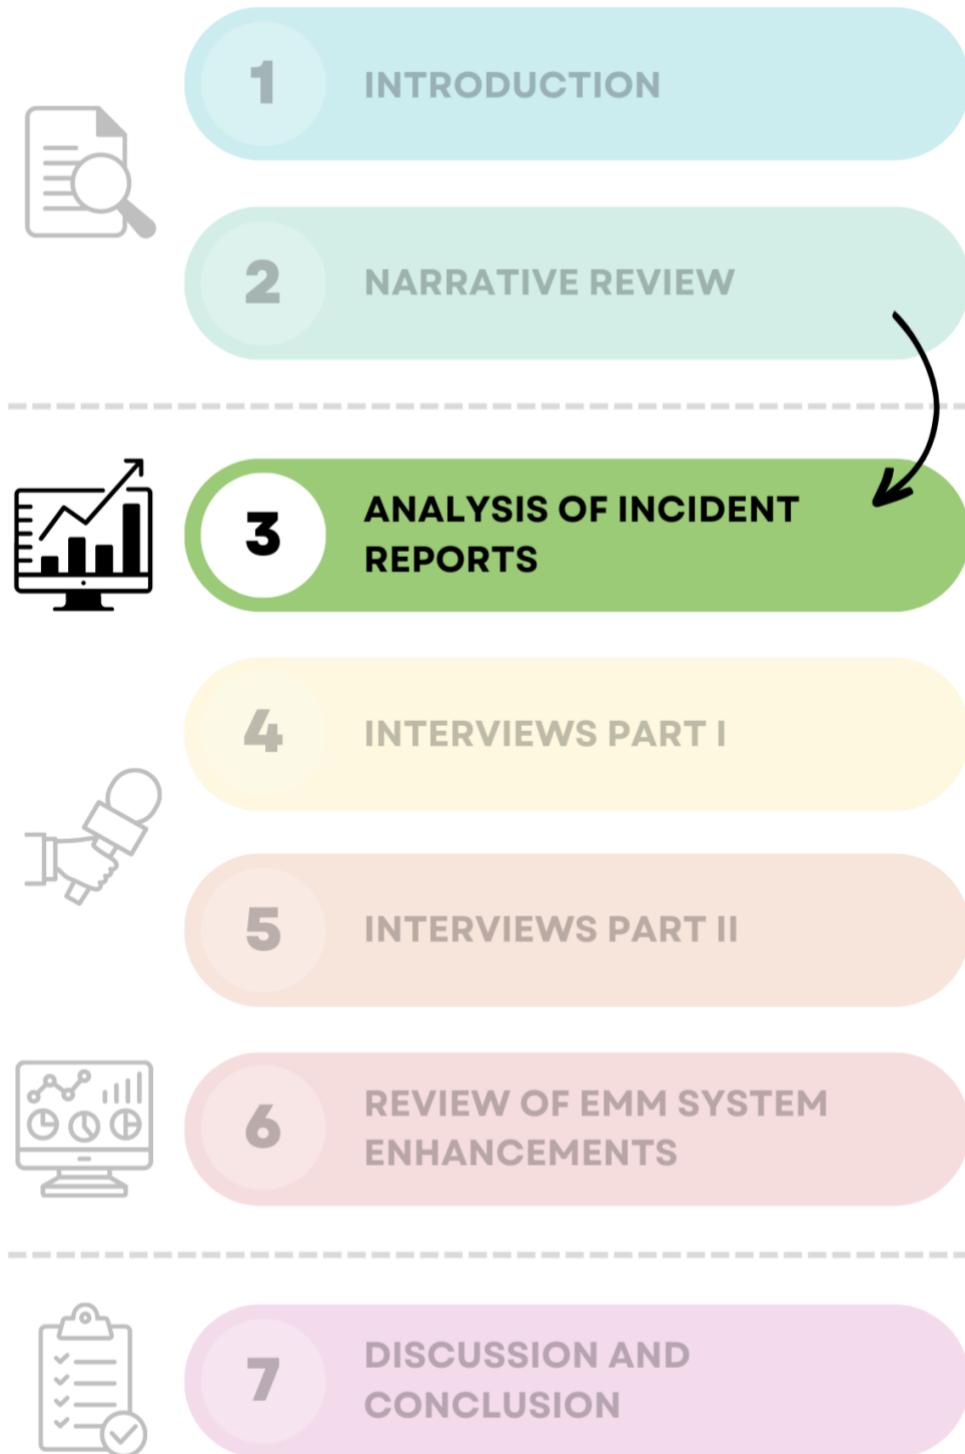 1
INTRODUCTION
2
NARRATIVE REVIEW
3
ANALYSIS OF INCIDENT
REPORTS
4
INTERVIEWS PART I
5
INTERVIEWS PART II
6
REVIEW OF EMM SYSTEM
ENHANCEMENTS
7
DISCUSSION AND
CONCLUSION